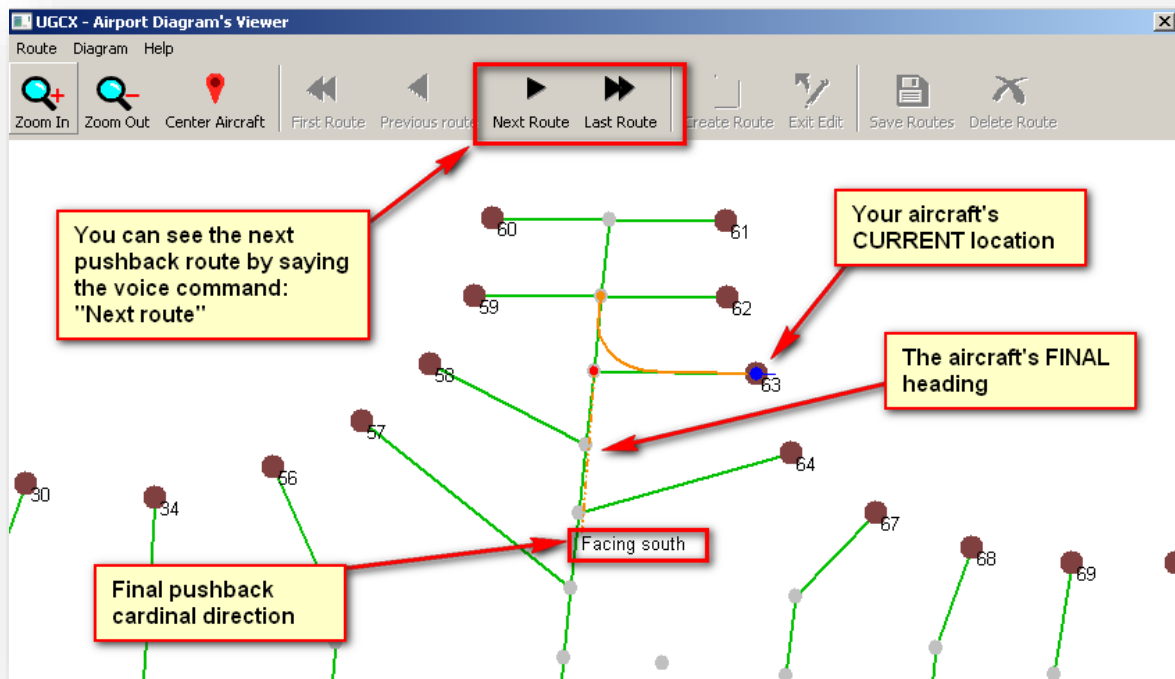 UGCX - Airport Diagram's Viewer
Route Diagram Help
Zoom In Zoom Out Center Aircraft First Route Previous route Next Route Last Route Create Route Exit Edit Save Routes Delete Route
You can see the next
pushback route by saying
the voice command:
"Next route"
Your aircraft's
CURRENT location
The aircraft's FINAL
heading
60
61
59
62
58
63
57
64
56
30
34
67
68
69
Facing south
Final pushback
cardinal direction